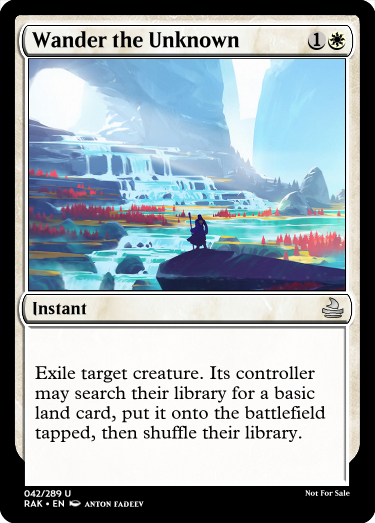 Wander the Unknown 1
Instant
Exile target creature. Its controller
may search their library for a basic
land card, put it onto the battlefield
tapped, then shuffle their library.
042/289 U
Not For Sale
RAK • EN ANTON FADEEV